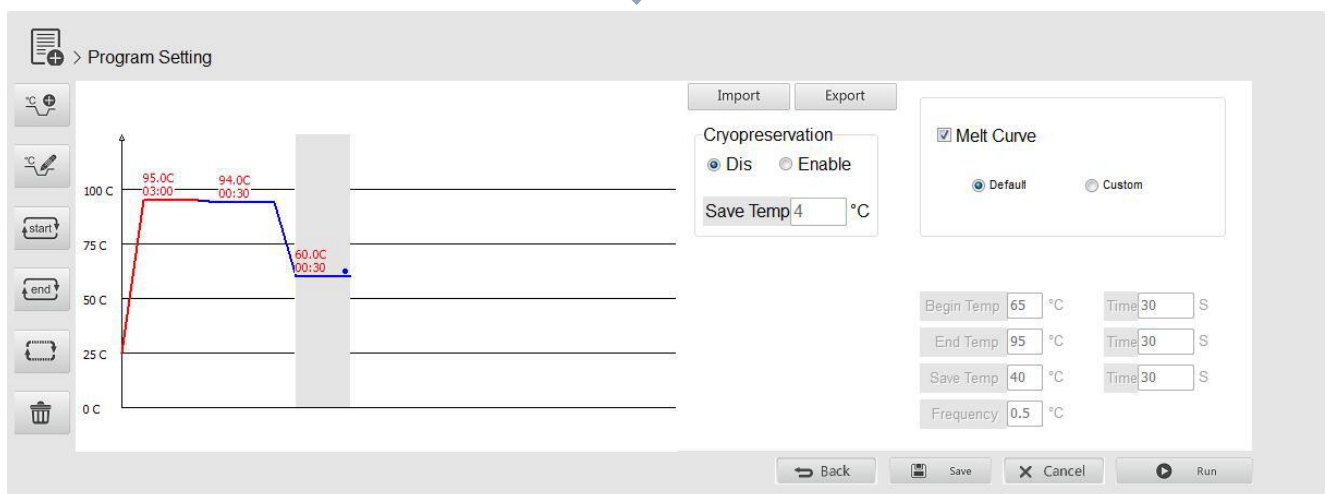 > Program Setting
°C
°C
start
end
95.0C
03:00
94.0C
00:30
60.0C
00:30
100 C
75 C
50 C
25 C
0 C
Import Export
Cryopreservation
Dis Enable
Save Temp 4 °C
Melt Curve
Default Custom
Begin Temp 65 °C Time 30 S
End Temp 95 °C Time 30 S
Save Temp 40 °C Time 30 S
Frequency 0.5 °C
Back Save Cancel Run